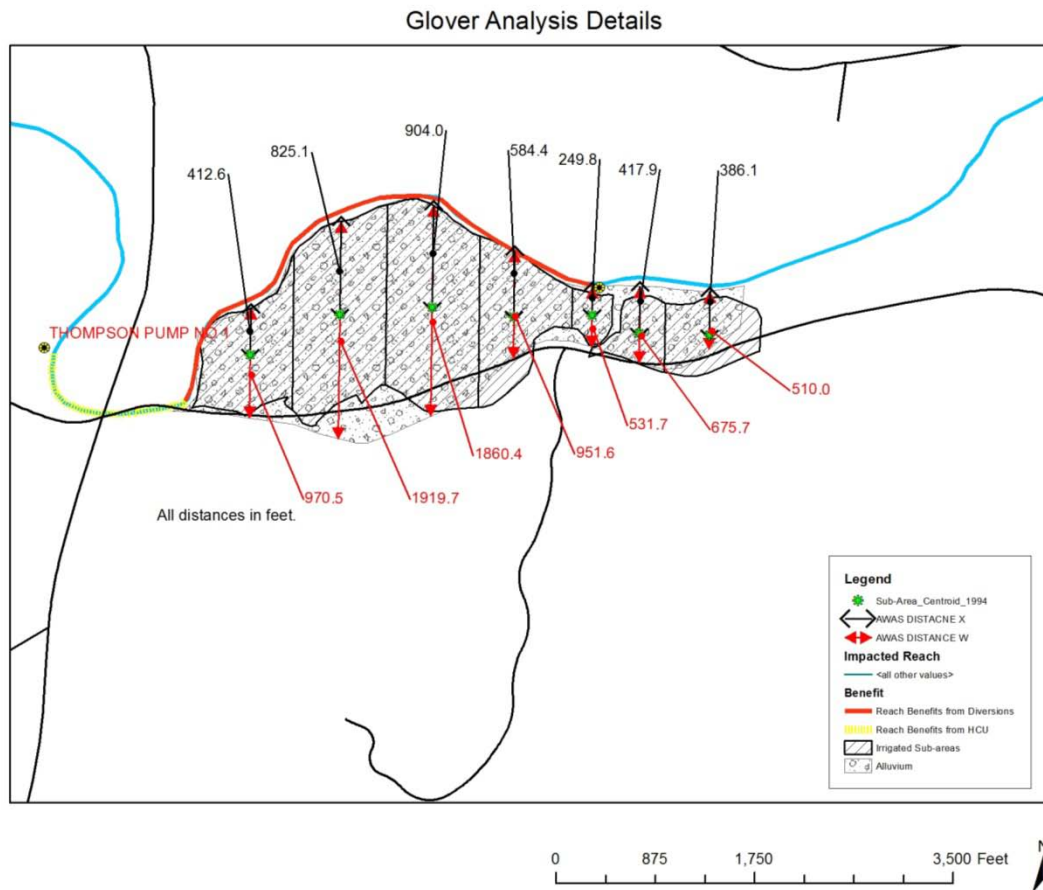 Glover Analysis Details
904.0
825.1
584.4
249.8
412.6
417.9
386.1
THOMPSON PUMP NO 1
510.0
531.7
675.7
951.6
1860.4
970.5
1919.7
All distances in feet.
Legend
Sub-Area_Centroid_1994
AWAS DISTACNE X
AWAS DISTANCE W
Impacted Reach
<all other values>
Benefit
Reach Benefits from Diversions
Reach Benefits from HCU
Irrigated Sub-areas
Alluvium
N
0 875 1,750 3,500 Feet